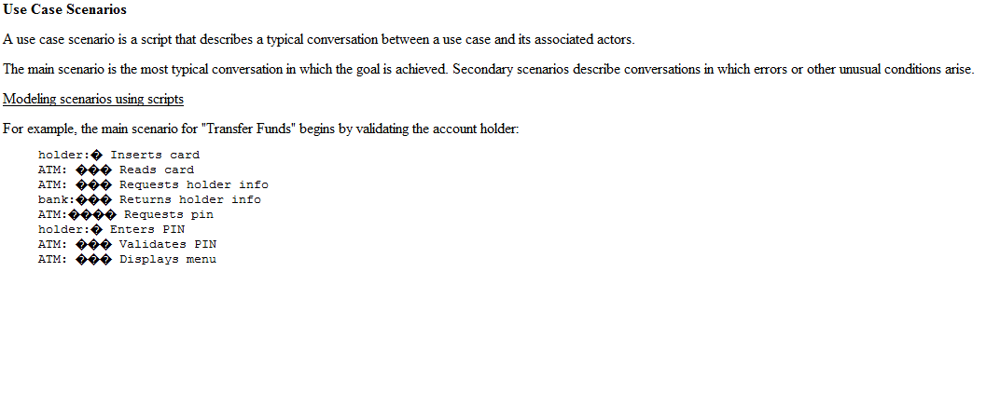 Use Case Scenarios
A use case scenario is a script that describes a typical conversation between a use case and its associated actors.
The main scenario is the most typical conversation in which the goal is achieved. Secondary scenarios describe conversations in which errors or other unusual conditions arise.
Modeling scenarios using scripts
For example, the main scenario for "Transfer Funds" begins by validating the account holder:
holder:� Inserts card
ATM: ��� Reads card
ATM: ��� Requests holder info
bank:��� Returns holder info
ATM:���� Requests pin
holder:� Enters PIN
ATM: ��� Validates PIN
ATM: ��� Displays menu